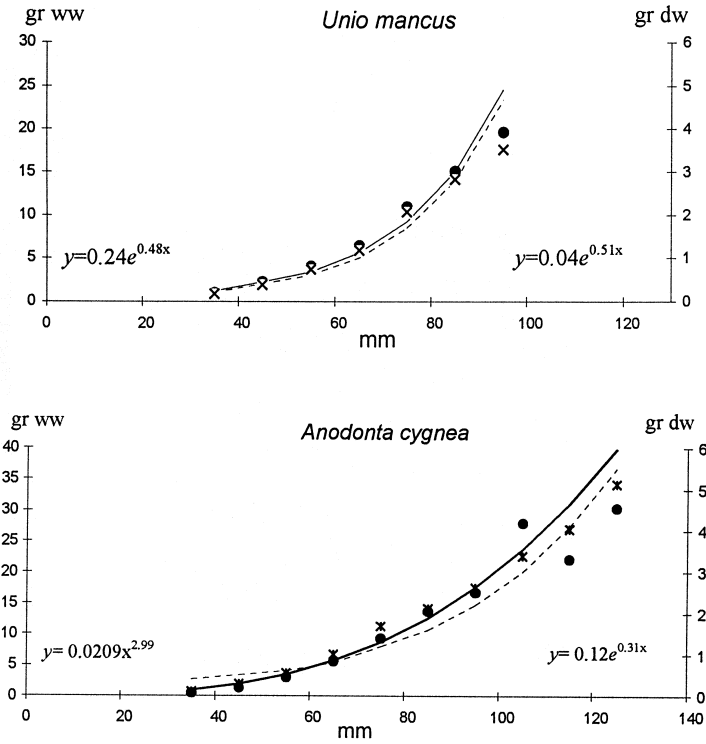 gr ww
Unio mancus
gr dw
30
25
20
15
10
5
0
6
5
4
3
2
1
0
y=0.24e^0.48x
y=0.04e^0.51x
0 20 40 60 80 100 120
mm
gr ww
Anodonta cygnea
gr dw
40
35
30
25
20
15
10
5
0
6
5
4
3
2
1
0
y= 0.0209x^2.99
y= 0.12e^0.31x
0 20 40 60 80 100 120 140
mm